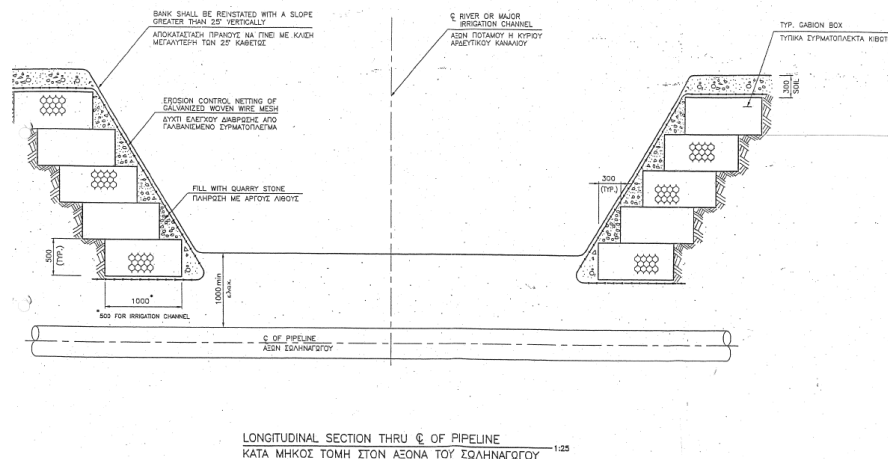 BANK SHALL BE REINSTATED WITH A SLOPE
GREATER THAN 25° VERTICALLY
ΑΠΟΚΑΤΑΣΤΑΣΗ ΠΡΑΝΟΥΣ ΝΑ ΓΙΝΕΙ ΜΕ ΚΛΙΣΗ
ΜΕΓΑΛΥΤΕΡΗ ΤΩΝ 25° ΚΑΘΕΤΩΣ
EROSION CONTROL NETTING OF
GALVANIZED WOVEN WIRE MESH
ΔΥΧΤΙ ΕΛΕΓΧΟΥ ΔΙΑΒΡΩΣΗΣ ΑΠΟ
ΓΑΛΒΑΝΙΣΜΕΝΟ ΣΥΡΜΑΤΟΠΛΕΓΜΑ
FILL WITH QUARRY STONE
ΠΛΗΡΩΣΗ ΜΕ ΑΡΓΟΥΣ ΛΙΘΟΥΣ
500
(TYP.)
1000*
*500 FOR IRRIGATION CHANNEL
1000 min
ελαχ.
℄ RIVER OR MAJOR
IRRIGATION CHANNEL
ΑΞΩΝ ΠΟΤΑΜΟΥ Η ΚΥΡΙΟΥ
ΑΡΔΕΥΤΙΚΟΥ ΚΑΝΑΛΙΟΥ
TYP. GABION BOX
ΤΥΠΙΚΑ ΣΥΡΜΑΤΟΠΛΕΚΤΑ ΚΙΒΩΤ
300
SOIL
300
(TYP.)
℄ OF PIPELINE
ΑΞΩΝ ΣΩΛΗΝΑΓΩΓΟΥ
LONGITUDINAL SECTION THRU ℄ OF PIPELINE
ΚΑΤΑ ΜΗΚΟΣ ΤΟΜΗ ΣΤΟΝ ΑΞΟΝΑ ΤΟΥ ΣΩΛΗΝΑΓΩΓΟΥ
1:25